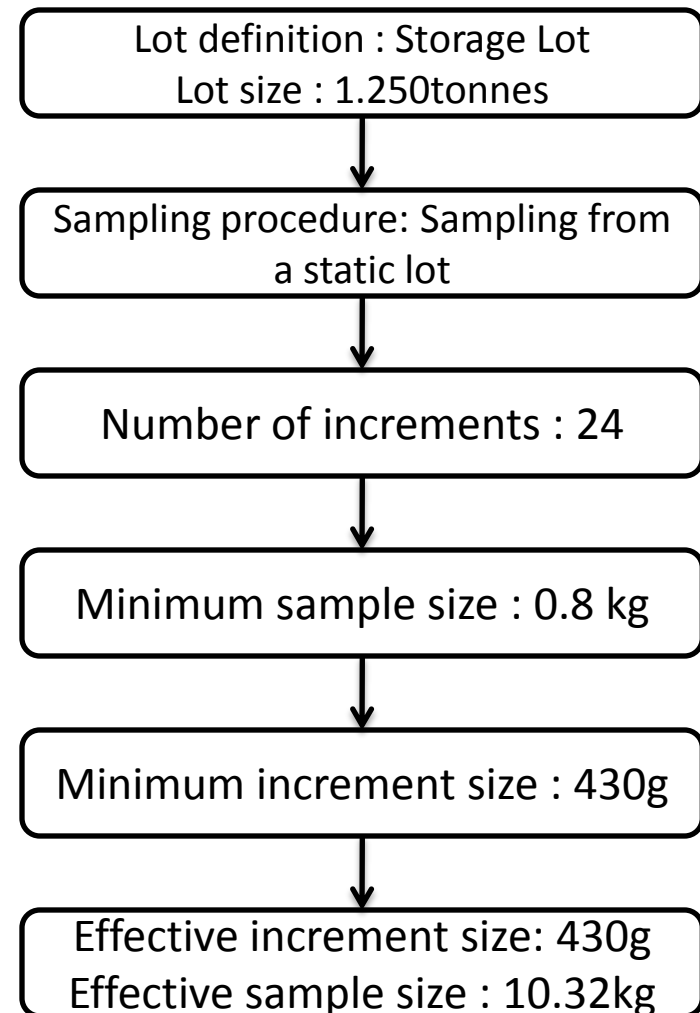 Lot definition : Storage Lot
Lot size : 1.250tonnes
Sampling procedure: Sampling from
a static lot
Number of increments : 24
Minimum sample size : 0.8 kg
Minimum increment size : 430g
Effective increment size: 430g
Effective sample size : 10.32kg